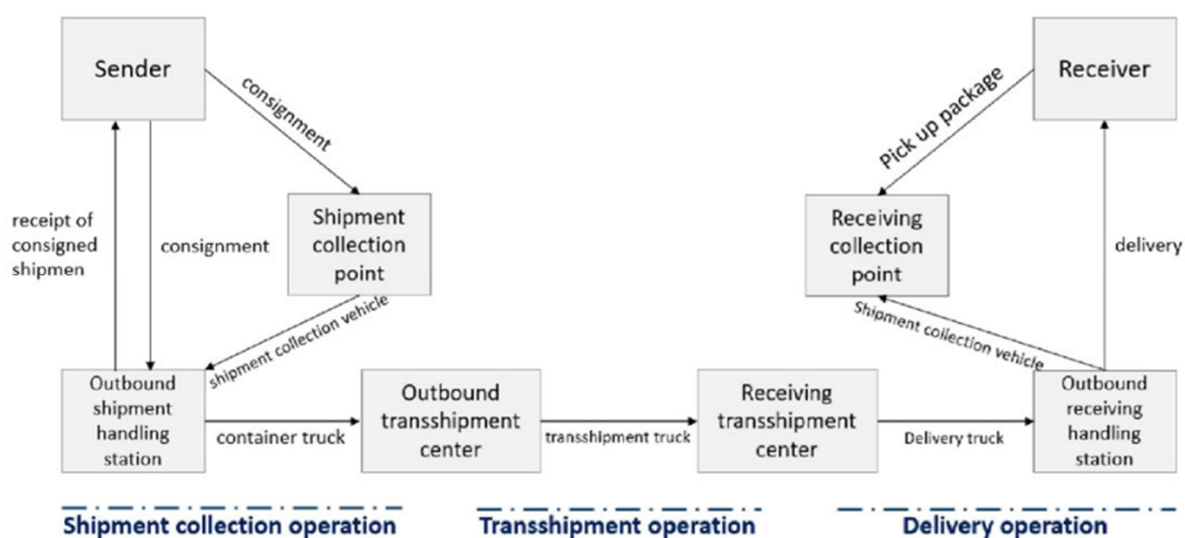 Sender
Receiver
consignment
Pick up package
receipt of
consigned
shipmen
consignment
Shipment
collection
point
Receiving
collection
point
delivery
shipment collection vehicle
Shipment collection vehicle
Outbound
shipment
handling
station
container truck
Outbound
transshipment
center
transshipment truck
Receiving
transshipment
center
Delivery truck
Outbound
receiving
handling
station
Shipment collection operation
Transshipment operation
Delivery operation